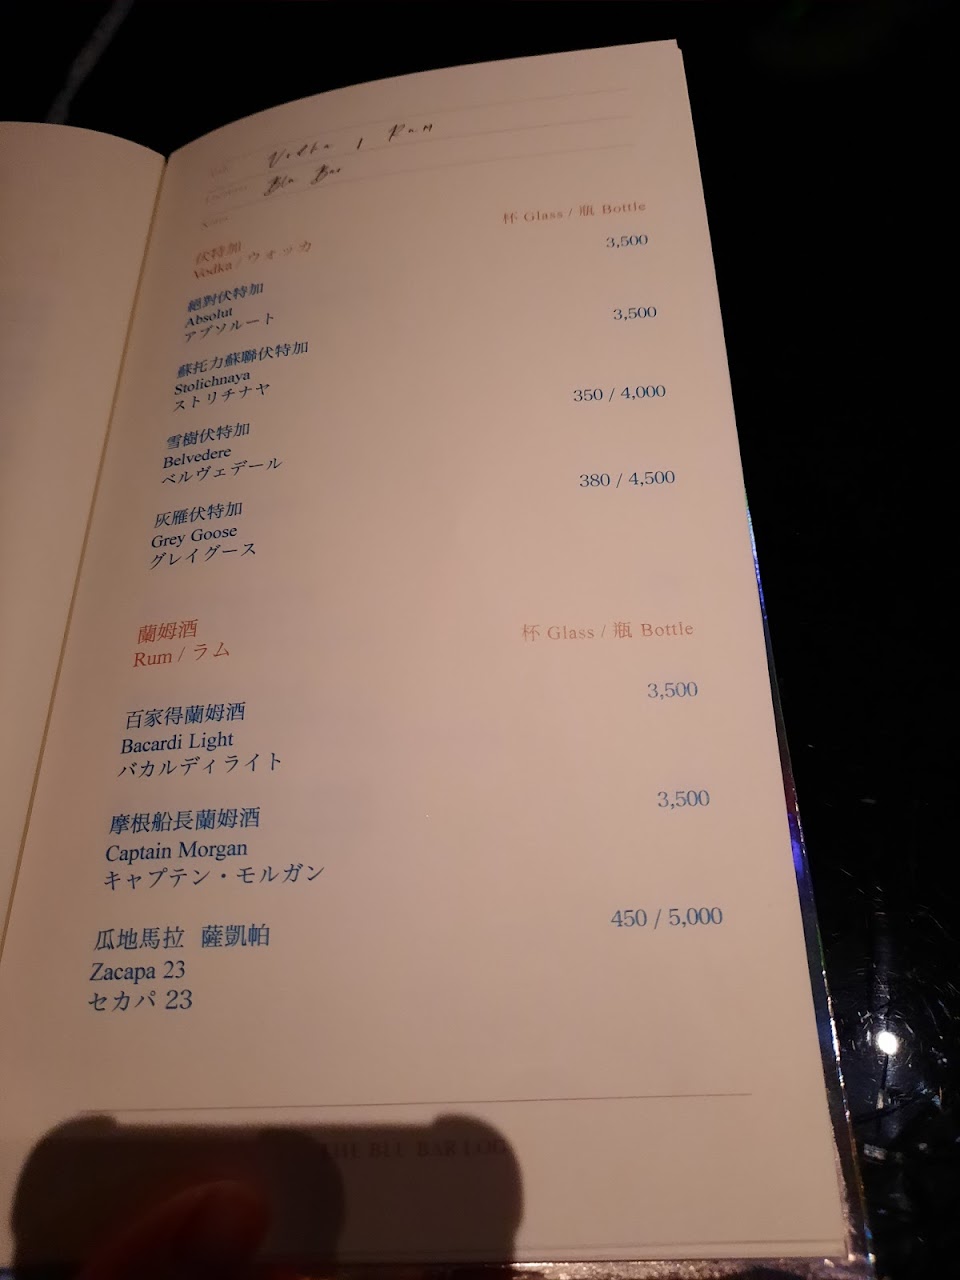 Vodka / Rum
Blu Bar
杯 Glass / 瓶 Bottle
伏特加
Vodka / ウォッカ
3,500
絕對伏特加
Absolut
アブソルート
3,500
蘇托力蘇聯伏特加
Stolichnaya
ストリチナヤ
350 / 4,000
雪樹伏特加
Belvedere
ベルヴェデール
380 / 4,500
灰雁伏特加
Grey Goose
グレイグース
蘭姆酒
Rum / ラム
杯 Glass / 瓶 Bottle
3,500
百家得蘭姆酒
Bacardi Light
バカルディライト
3,500
摩根船長蘭姆酒
Captain Morgan
キャプテン・モルガン
450 / 5,000
瓜地馬拉 薩凱帕
Zacapa 23
セカパ 23
THE BLU BAR